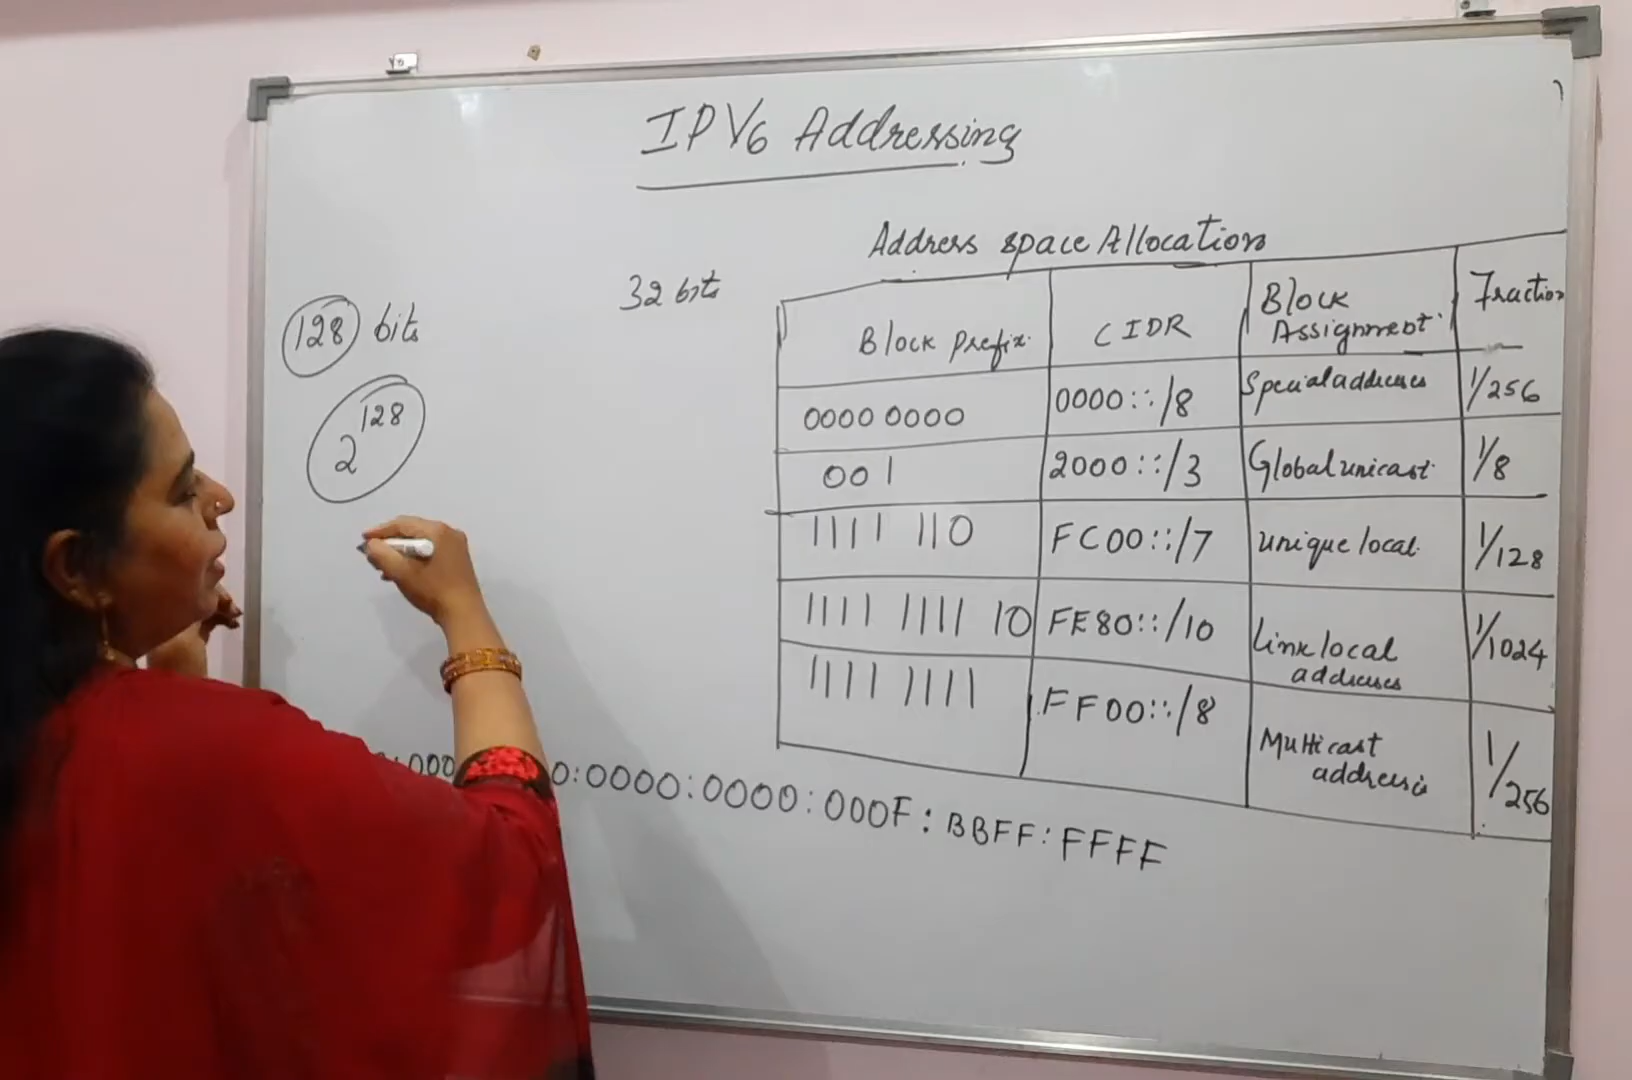 IPV6 Addressing
128 bits
2^128
32 bits
Address space Allocation
Block Prefix CIDR Block Assignment Fraction
0000 0000 0000::/8 Special addresses 1/256
001 2000::/3 Global unicast 1/8
1111 110 FC00::/7 unique local 1/128
1111 1111 10 FE80::/10 Link local addresses 1/1024
1111 1111 FF00::/8 Multicast address 1/256
:000 0:0000:0000:000F:BBFF:FFFF